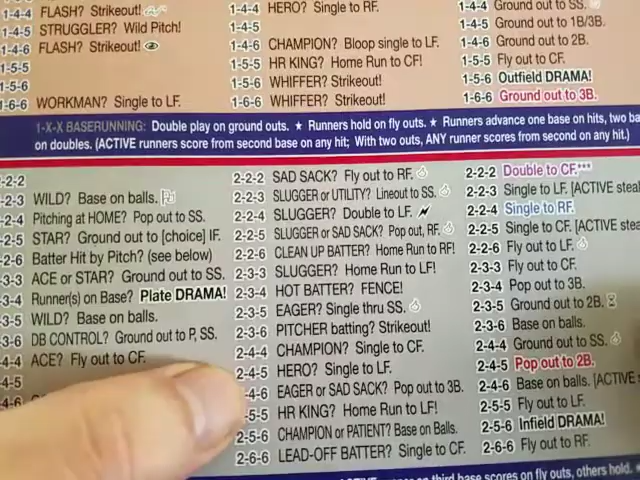 1-4-4 FLASH? Strikeout!
1-4-5 STRUGGLER? Wild Pitch!
1-4-6 FLASH? Strikeout!
1-5-5
1-5-6
1-6-6 WORKMAN? Single to LF.
1-4-4 HERO? Single to RF.
1-4-5
1-4-6 CHAMPION? Bloop single to LF.
1-5-5 HR KING? Home Run to CF!
1-5-6 WHIFFER? Strikeout!
1-6-6 WHIFFER? Strikeout!
1-4-4 Ground out to SS.
1-4-5 Ground out to 1B/3B.
1-4-6 Ground out to 2B.
1-5-5 Fly out to CF.
1-5-6 Outfield DRAMA!
1-6-6 Ground out to 3B.
1-X-X BASERUNNING: Double play on ground outs. ★ Runners hold on fly outs. ★ Runners advance one base on hits, two ba
on doubles. (ACTIVE runners score from second base on any hit; With two outs, ANY runner scores from second on any hit.)
2-2-2
2-2-3 WILD? Base on balls.
2-2-4 Pitching at HOME? Pop out to SS.
2-2-5 STAR? Ground out to [choice] IF.
2-2-6 Batter Hit by Pitch? (see below)
-3-3 ACE or STAR? Ground out to SS.
-3-4 Runner(s) on Base? Plate DRAMA!
-3-5 WILD? Base on balls.
-3-6 DB CONTROL? Ground out to P, SS.
-4-4 ACE? Fly out to CF.
-4-5
-4-6
2-2-2 SAD SACK? Fly out to RF.
2-2-3 SLUGGER or UTILITY? Lineout to SS.
2-2-4 SLUGGER? Double to LF.
2-2-5 SLUGGER or SAD SACK? Pop out, RF.
2-2-6 CLEAN UP BATTER? Home Run to RF!
2-3-3 SLUGGER? Home Run to LF!
2-3-4 HOT BATTER? FENCE!
2-3-5 EAGER? Single thru SS.
2-3-6 PITCHER batting? Strikeout!
2-4-4 CHAMPION? Single to CF.
2-4-5 HERO? Single to LF.
-4-6 EAGER or SAD SACK? Pop out to 3B.
-5-5 HR KING? Home Run to LF!
2-5-6 CHAMPION or PATIENT? Base on Balls.
2-6-6 LEAD-OFF BATTER? Single to CF.
2-2-2 Double to CF.***
2-2-3 Single to LF. [ACTIVE stea
2-2-4 Single to RF.
2-2-5 Single to CF. [ACTIVE stea
2-2-6 Fly out to LF.
2-3-3 Fly out to CF.
2-3-4 Pop out to 3B.
2-3-5 Ground out to 2B.
2-3-6 Base on balls.
2-4-4 Ground out to SS.
2-4-5 Pop out to 2B.
2-4-6 Base on balls. [ACTIVE
2-5-5 Fly out to LF.
2-5-6 Infield DRAMA!
2-6-6 Fly out to RF.
on third base scores on fly outs, others hold.